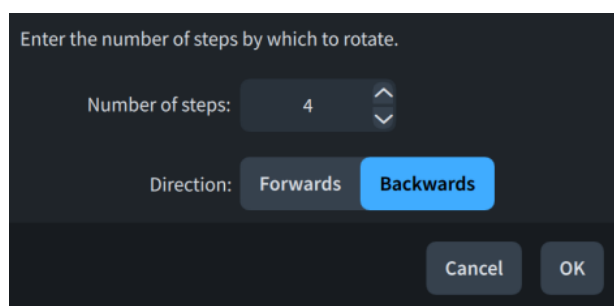 Enter the number of steps by which to rotate.
Number of steps: 4
Direction: Forwards Backwards
Cancel OK